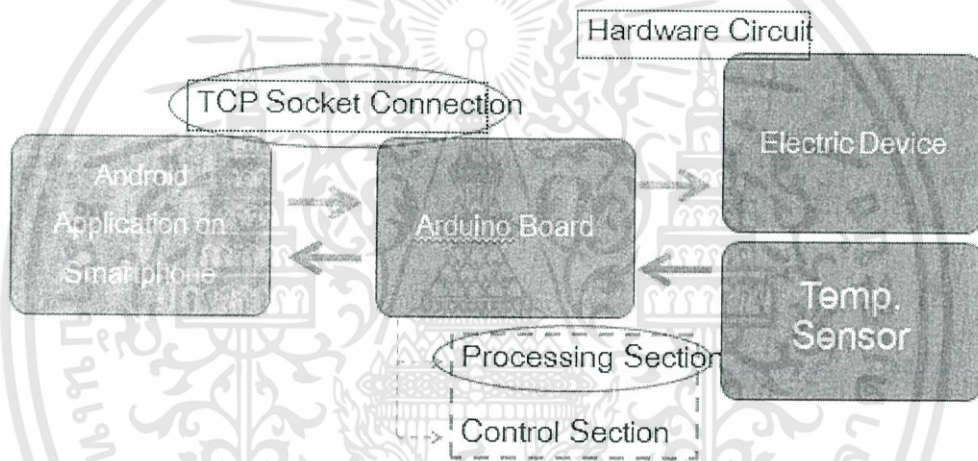 Hardware Circuit
TCP Socket Connection
Electric Device
Android
Application on
Smartphone
Arduino Board
Temp.
Sensor
Processing Section
Control Section